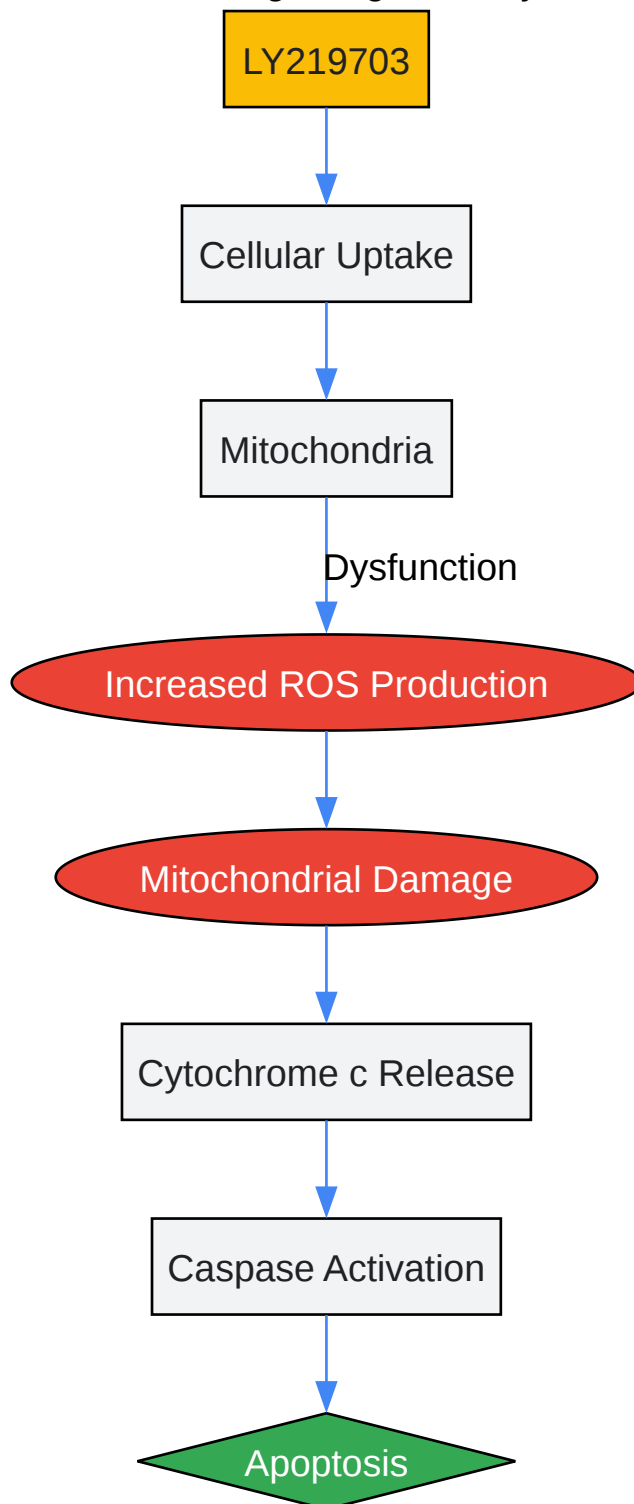 LY219703
Cellular Uptake
Mitochondria
Dysfunction
Increased ROS Production
Mitochondrial Damage
Cytochrome c Release
Caspase Activation
Apoptosis